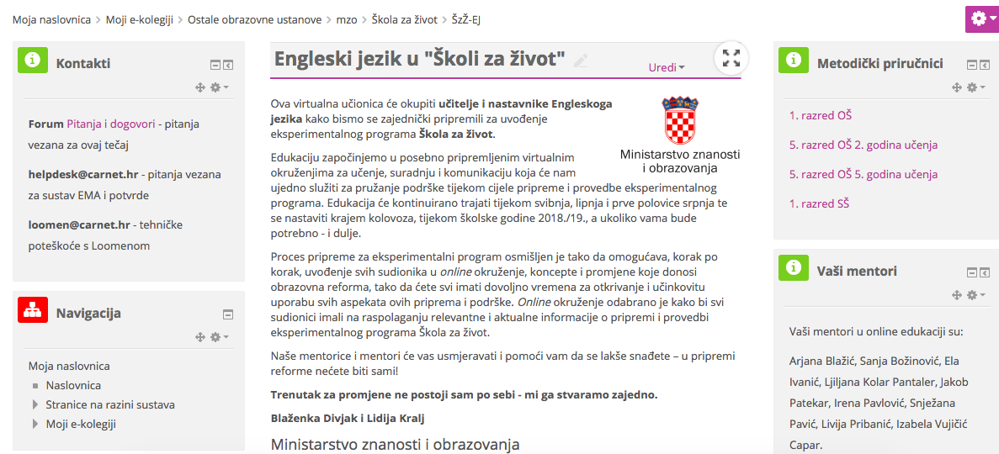 Moja naslovnica > Moji e-kolegiji > Ostale obrazovne ustanove > mzo > Škola za život > ŠzŽ-EJ
Kontakti
Forum Pitanja i dogovori - pitanja
vezana za ovaj tečaj
helpdesk@carnet.hr - pitanja vezana
za sustav EMA i potvrde
loomen@carnet.hr - tehničke
poteškoće s Loomenom
Navigacija
Moja naslovnica
Naslovnica
Stranice na razini sustava
Moji e-kolegiji
Engleski jezik u "Školi za život"
Uredi
Ova virtualna učionica će okupiti učitelje i nastavnike Engleskoga
jezika kako bismo se zajednički pripremili za uvođenje
eksperimentalnog programa Škola za život.
Ministarstvo znanosti
i obrazovanja
Edukaciju započinjemo u posebno pripremljenim virtualnim
okruženjima za učenje, suradnju i komunikaciju koja će nam
ujedno služiti za pružanje podrške tijekom cijele pripreme i provedbe eksperimentalnog
programa. Edukacija će kontinuirano trajati tijekom svibnja, lipnja i prve polovice srpnja te
se nastaviti krajem kolovoza, tijekom školske godine 2018./19., a ukoliko vama bude
potrebno - i dulje.
Proces pripreme za eksperimentalni program osmišljen je tako da omogućava, korak po
korak, uvođenje svih sudionika u online okruženje, koncepte i promjene koje donosi
obrazovna reforma, tako da ćete svi imati dovoljno vremena za otkrivanje i učinkovitu
uporabu svih aspekata ovih priprema i podrške. Online okruženje odabrano je kako bi svi
sudionici imali na raspolaganju relevantne i aktualne informacije o pripremi i provedbi
eksperimentalnog programa Škola za život.
Naše mentorice i mentori će vas usmjeravati i pomoći vam da se lakše snađete – u pripremi
reforme nećete biti sami!
Trenutak za promjene ne postoji sam po sebi - mi ga stvaramo zajedno.
Blaženka Divjak i Lidija Kralj
Ministarstvo znanosti i obrazovanja
Metodički priručnici
1. razred OŠ
5. razred OŠ 2. godina učenja
5. razred OŠ 5. godina učenja
1. razred SŠ
Vaši mentori
Vaši mentori u online edukaciji su:
Arjana Blažić, Sanja Božinović, Ela
Ivanić, Ljiljana Kolar Pantaler, Jakob
Patekar, Irena Pavlović, Snježana
Pavić, Livija Pribanić, Izabela Vujičić
Capar.